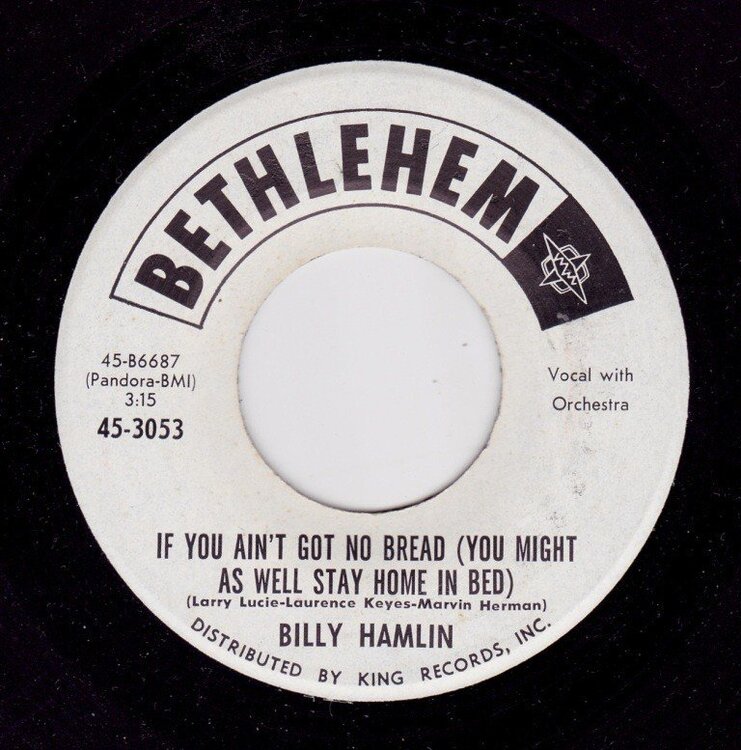 BETHLEHEM
45-B6687
(Pandora-BMI)
3:15
45-3053
Vocal with
Orchestra
IF YOU AIN'T GOT NO BREAD (YOU MIGHT
AS WELL STAY HOME IN BED)
(Larry Lucie-Laurence Keyes-Marvin Herman)
BILLY HAMLIN
DISTRIBUTED BY KING RECORDS, INC.